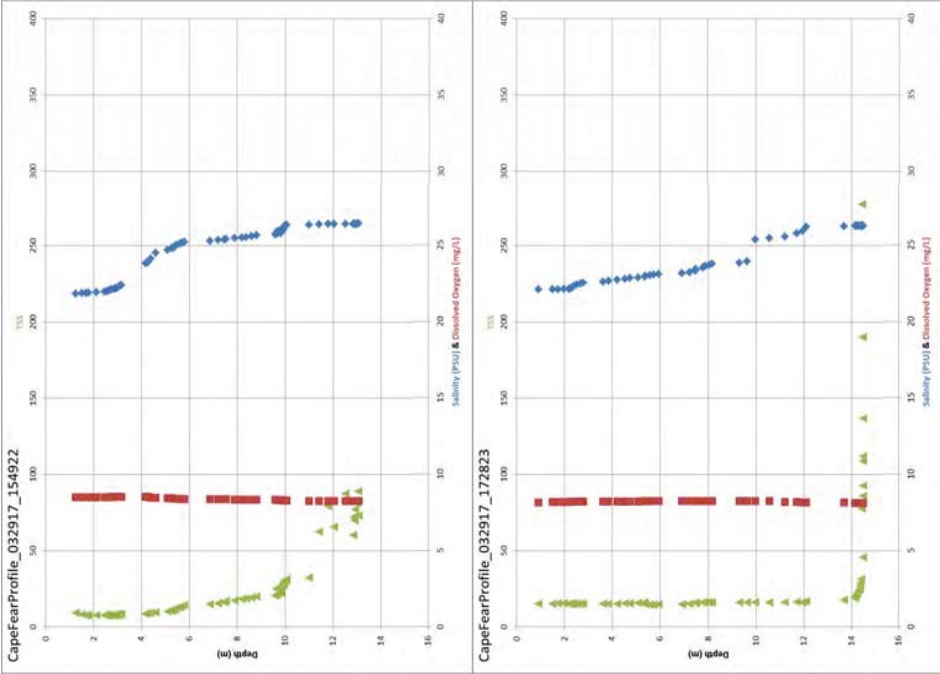 CapeFearProfile_032917_154922
TSS
0 50 100 150 200 250 300 350 400
0
2
4
6
8
10
12
14
16
Depth (m)
0 5 10 15 20 25 30 35 40
Salinity (PSU) & Dissolved Oxygen (mg/L)
CapeFearProfile_032917_172823
TSS
0 50 100 150 200 250 300 350 400
0
2
4
6
8
10
12
14
16
Depth (m)
0 5 10 15 20 25 30 35 40
Salinity (PSU) & Dissolved Oxygen (mg/L)